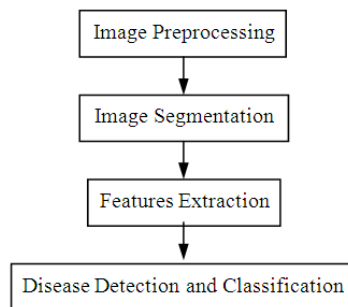 Image Preprocessing
Image Segmentation
Features Extraction
Disease Detection and Classification